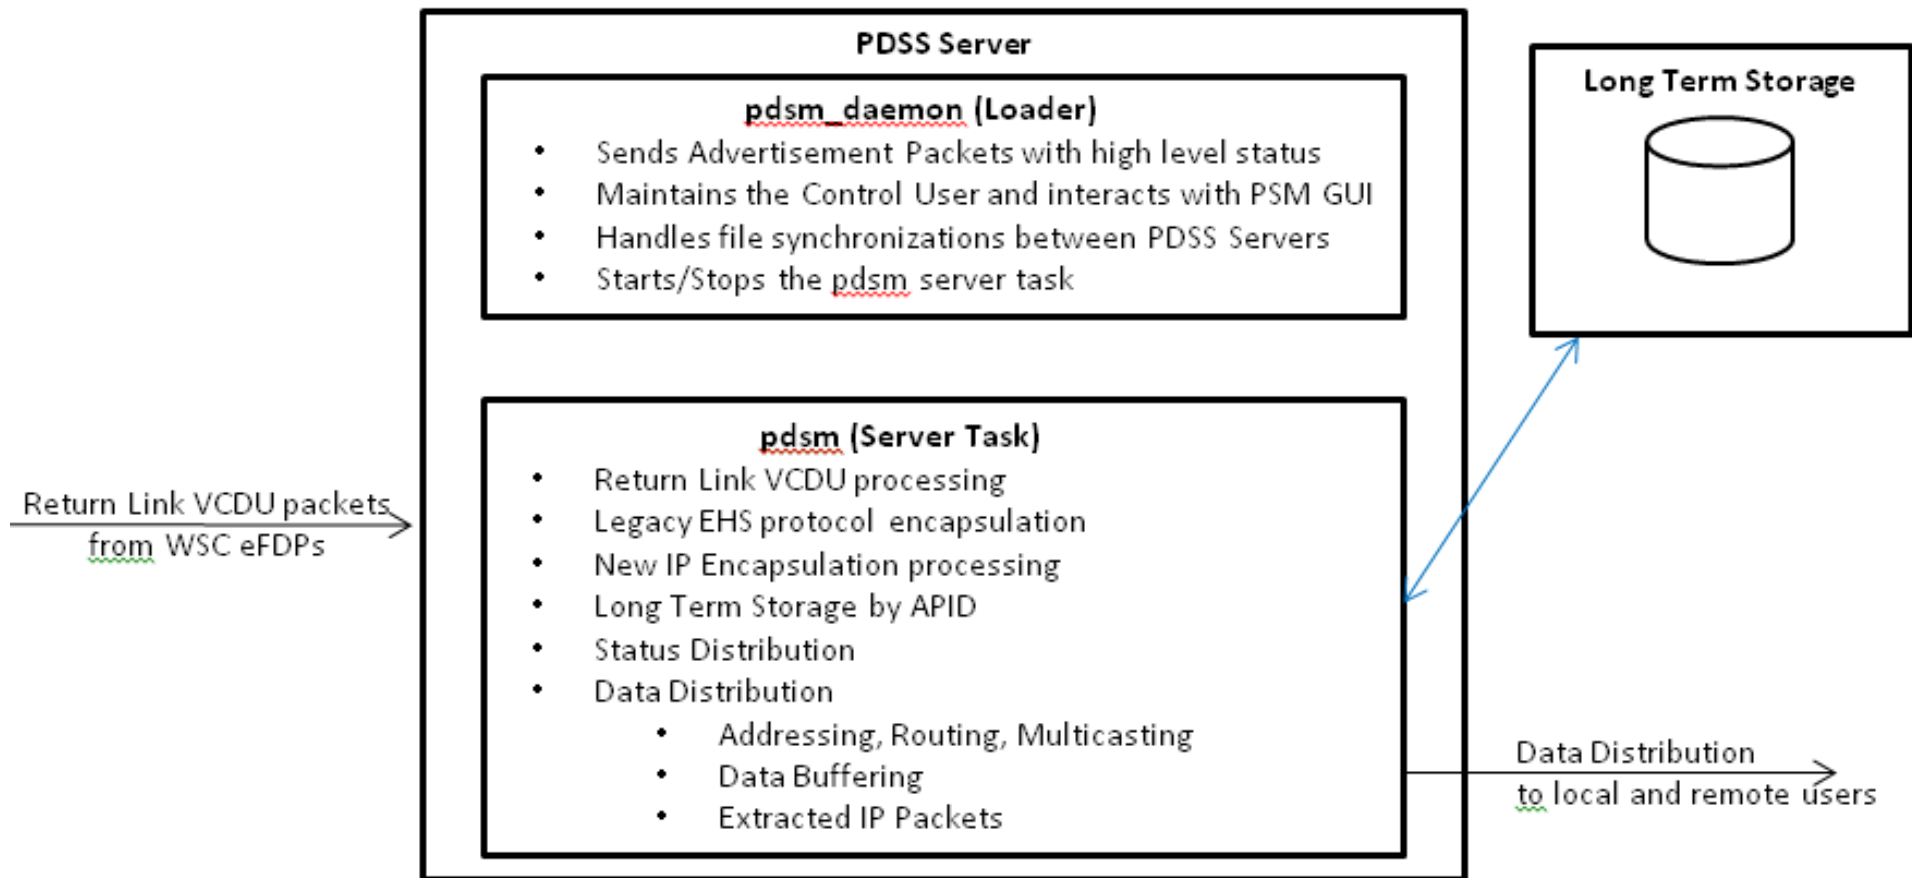 PDSS Server
pdsm_daemon (Loader)
• Sends Advertisement Packets with high level status
• Maintains the Control User and interacts with PSM GUI
• Handles file synchronizations between PDSS Servers
• Starts/Stops the pdsm server task
Long Term Storage
pdsm (Server Task)
• Return Link VCDU processing
• Legacy EHS protocol encapsulation
• New IP Encapsulation processing
• Long Term Storage by APID
• Status Distribution
• Data Distribution
• Addressing, Routing, Multicasting
• Data Buffering
• Extracted IP Packets
Return Link VCDU packets
from WSC eFDPs
Data Distribution
to local and remote users